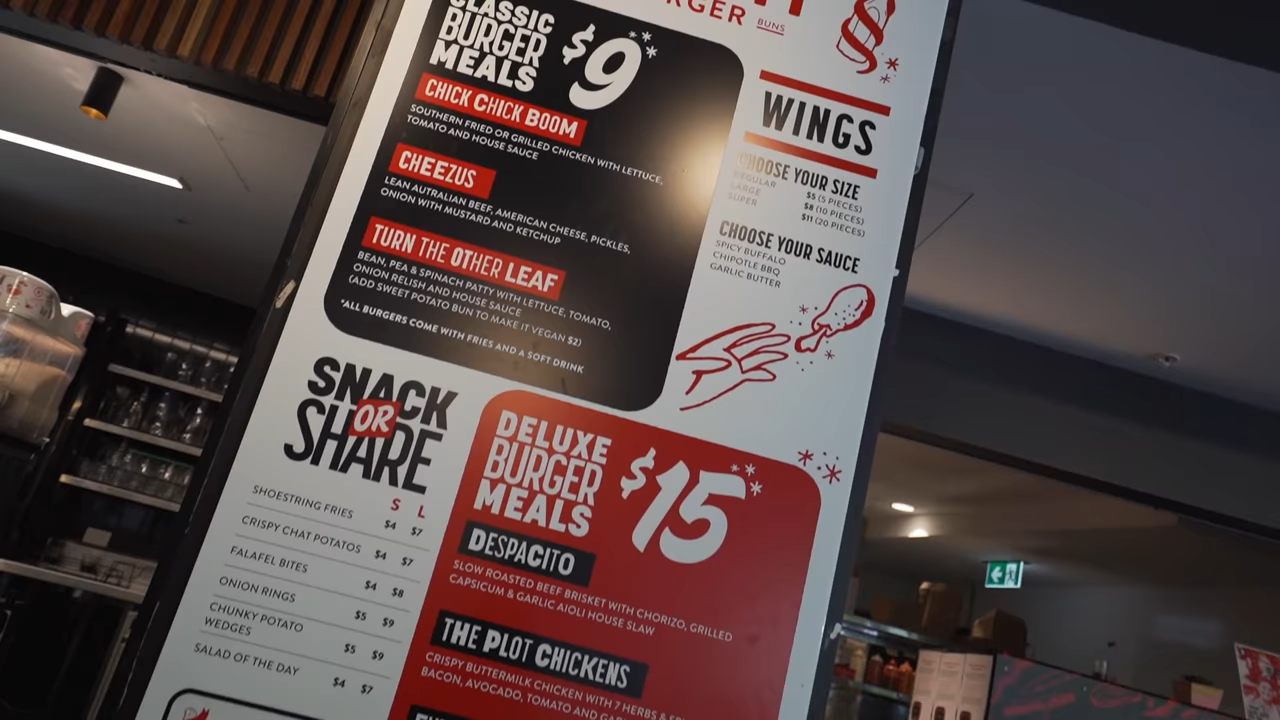 BUNS
CLASSIC
BURGER
MEALS
$9
CHICK CHICK BOOM
SOUTHERN FRIED OR GRILLED CHICKEN WITH LETTUCE,
TOMATO AND HOUSE SAUCE
CHEEZUS
LEAN AUTRALIAN BEEF, AMERICAN CHEESE, PICKLES,
ONION WITH MUSTARD AND KETCHUP
TURN THE OTHER LEAF
BEAN, PEA & SPINACH PATTY WITH LETTUCE, TOMATO,
ONION RELISH AND HOUSE SAUCE
(ADD SWEET POTATO BUN TO MAKE IT VEGAN $2)
*ALL BURGERS COME WITH FRIES AND A SOFT DRINK
WINGS
CHOOSE YOUR SIZE
REGULAR $5 (5 PIECES)
LARGE $8 (10 PIECES)
SUPER $11 (20 PIECES)
CHOOSE YOUR SAUCE
SPICY BUFFALO
CHIPOTLE BBQ
GARLIC BUTTER
SNACK
OR
SHARE
S L
SHOESTRING FRIES $4 $7
CRISPY CHAT POTATOS $4 $7
FALAFEL BITES $4 $8
ONION RINGS $5 $9
CHUNKY POTATO
WEDGES $5 $9
SALAD OF THE DAY $4 $7
DELUXE
BURGER
MEALS
$15
DESPACITO
SLOW ROASTED BEEF BRISKET WITH CHORIZO, GRILLED
CAPSICUM & GARLIC AIOLI HOUSE SLAW
THE PLOT CHICKENS
CRISPY BUTTERMILK CHICKEN WITH 7 HERBS &
BACON, AVOCADO, TOMATO AND